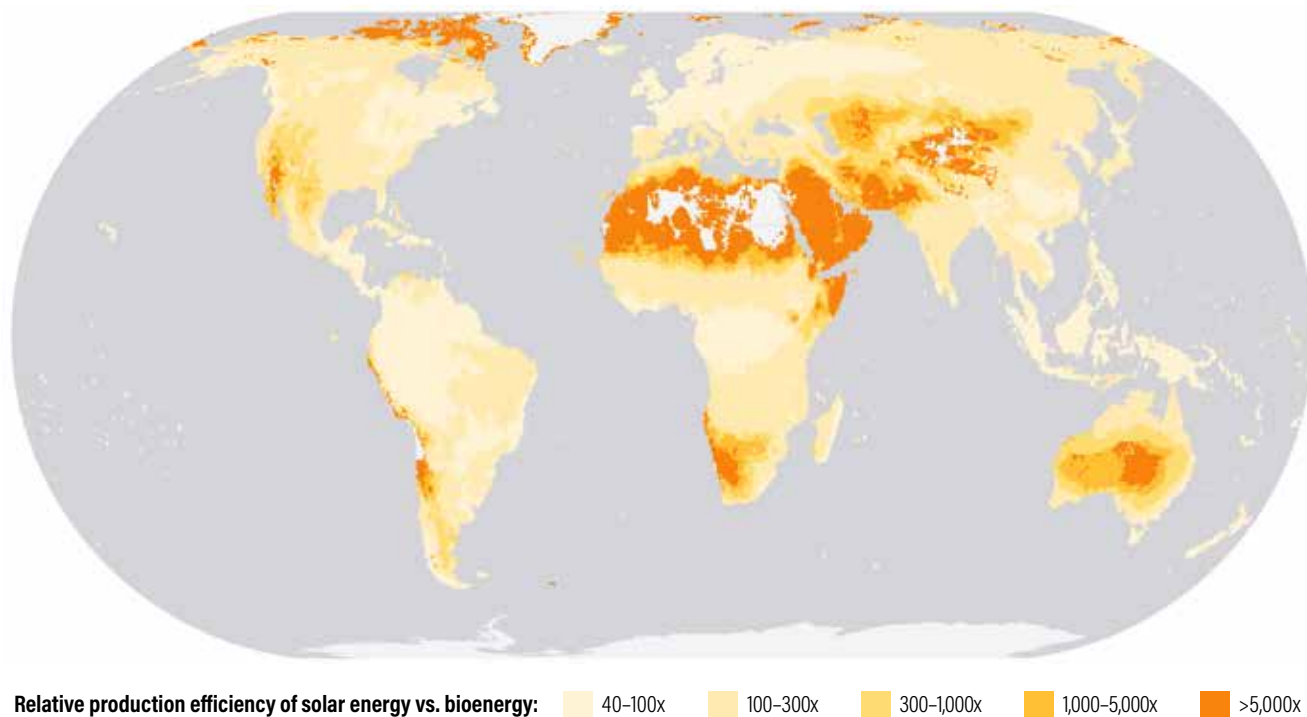 Relative production efficiency of solar energy vs. bioenergy: 40–100x 100–300x 300–1,000x 1,000–5,000x >5,000x